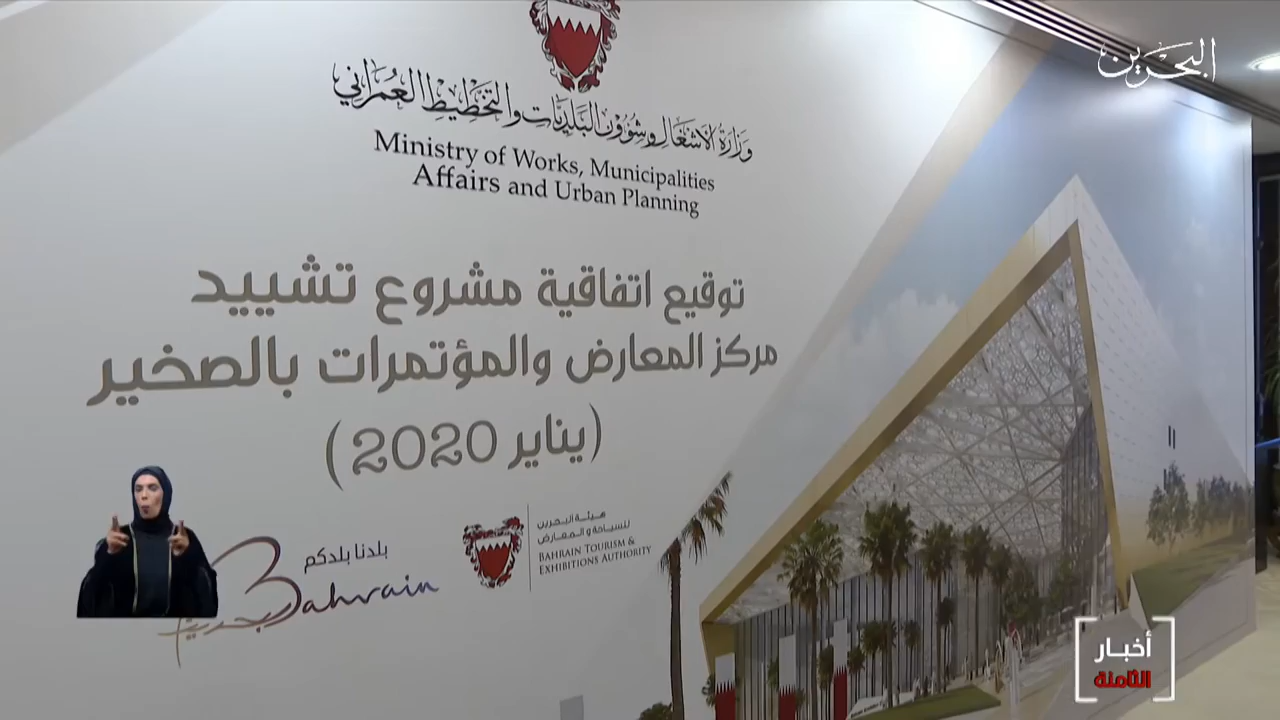 البحرين
وزارة الأشغال وشؤون البلديات والتخطيط العمراني
Ministry of Works, Municipalities
Affairs and Urban Planning
توقيع اتفاقية مشروع تشييد
مركز المعارض والمؤتمرات بالصخير
(يناير 2020)
هيئة البحرين
للسياحة والمعارض
BAHRAIN TOURISM &
EXHIBITIONS AUTHORITY
بلدنا بلدكم
Bahrain
أخبار
الثامنة